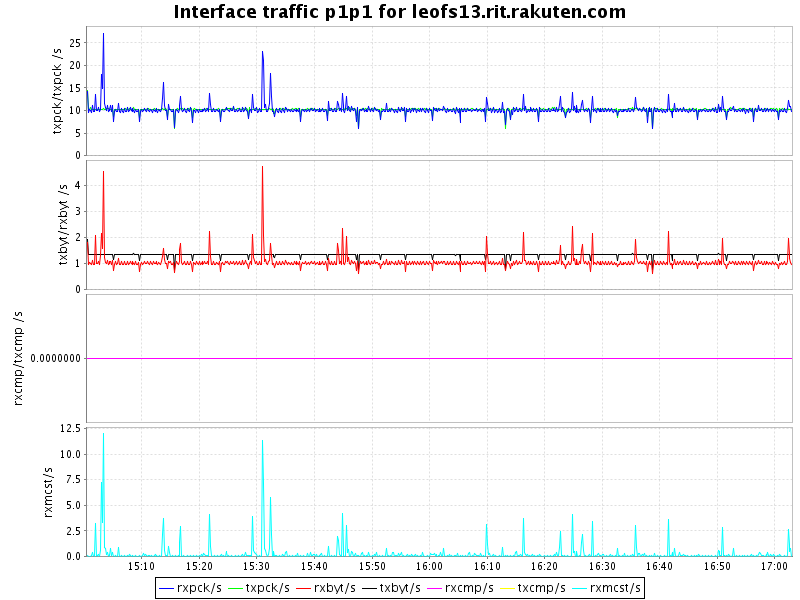 Interface traffic p1p1 for leofs13.rit.rakuten.com
txpck/txpck /s
25
20
15
10
5
0
txbyt/rxbyt /s
4
3
2
1
0
rxcmp/txcmp /s
0.0000000
rxmcst/s
12.5
10.0
7.5
5.0
2.5
0.0
15:10 15:20 15:30 15:40 15:50 16:00 16:10 16:20 16:30 16:40 16:50 17:00
rxpck/s txpck/s rxbyt/s txbyt/s rxcmp/s txcmp/s rxmcst/s